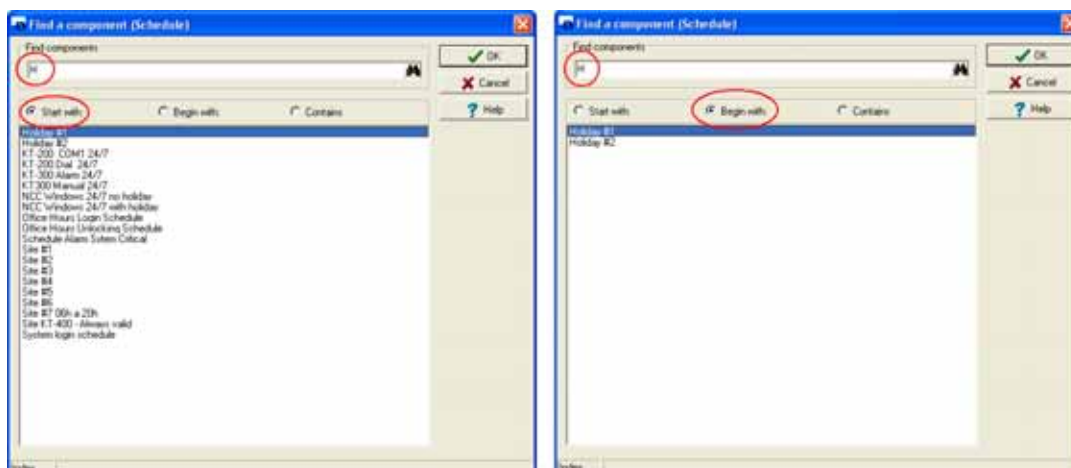 Find a component (Schedule)
Find components
H
OK
Cancel
Help
Start with:
Begin with:
Contains
Holiday #1
Holiday #2
KT-200 COM1 24/7
KT-200 Dial 24/7
KT-300 Alarm 24/7
KT300 Manual 24/7
NCC Windows 24/7 no holiday
NCC Windows 24/7 with holiday
Office Hours Login Schedule
Office Hours Unlocking Schedule
Schedule Alarm Sytem Critical
Site #1
Site #2
Site #3
Site #4
Site #5
Site #6
Site #7 06h a 20h
Site KT-400 - Always valid
System login schedule
Find a component (Schedule)
Find components
H
OK
Cancel
Help
Start with:
Begin with:
Contains
Holiday #1
Holiday #2